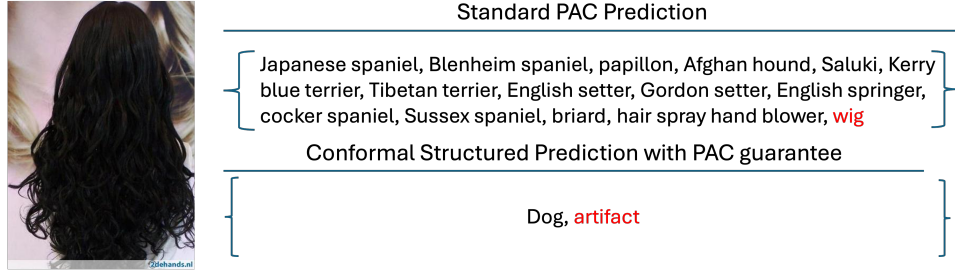 Standard PAC Prediction
Japanese spaniel, Blenheim spaniel, papillon, Afghan hound, Saluki, Kerry
blue terrier, Tibetan terrier, English setter, Gordon setter, English springer,
cocker spaniel, Sussex spaniel, briard, hair spray hand blower, wig
Conformal Structured Prediction with PAC guarantee
Dog, artifact
2dehands.nl